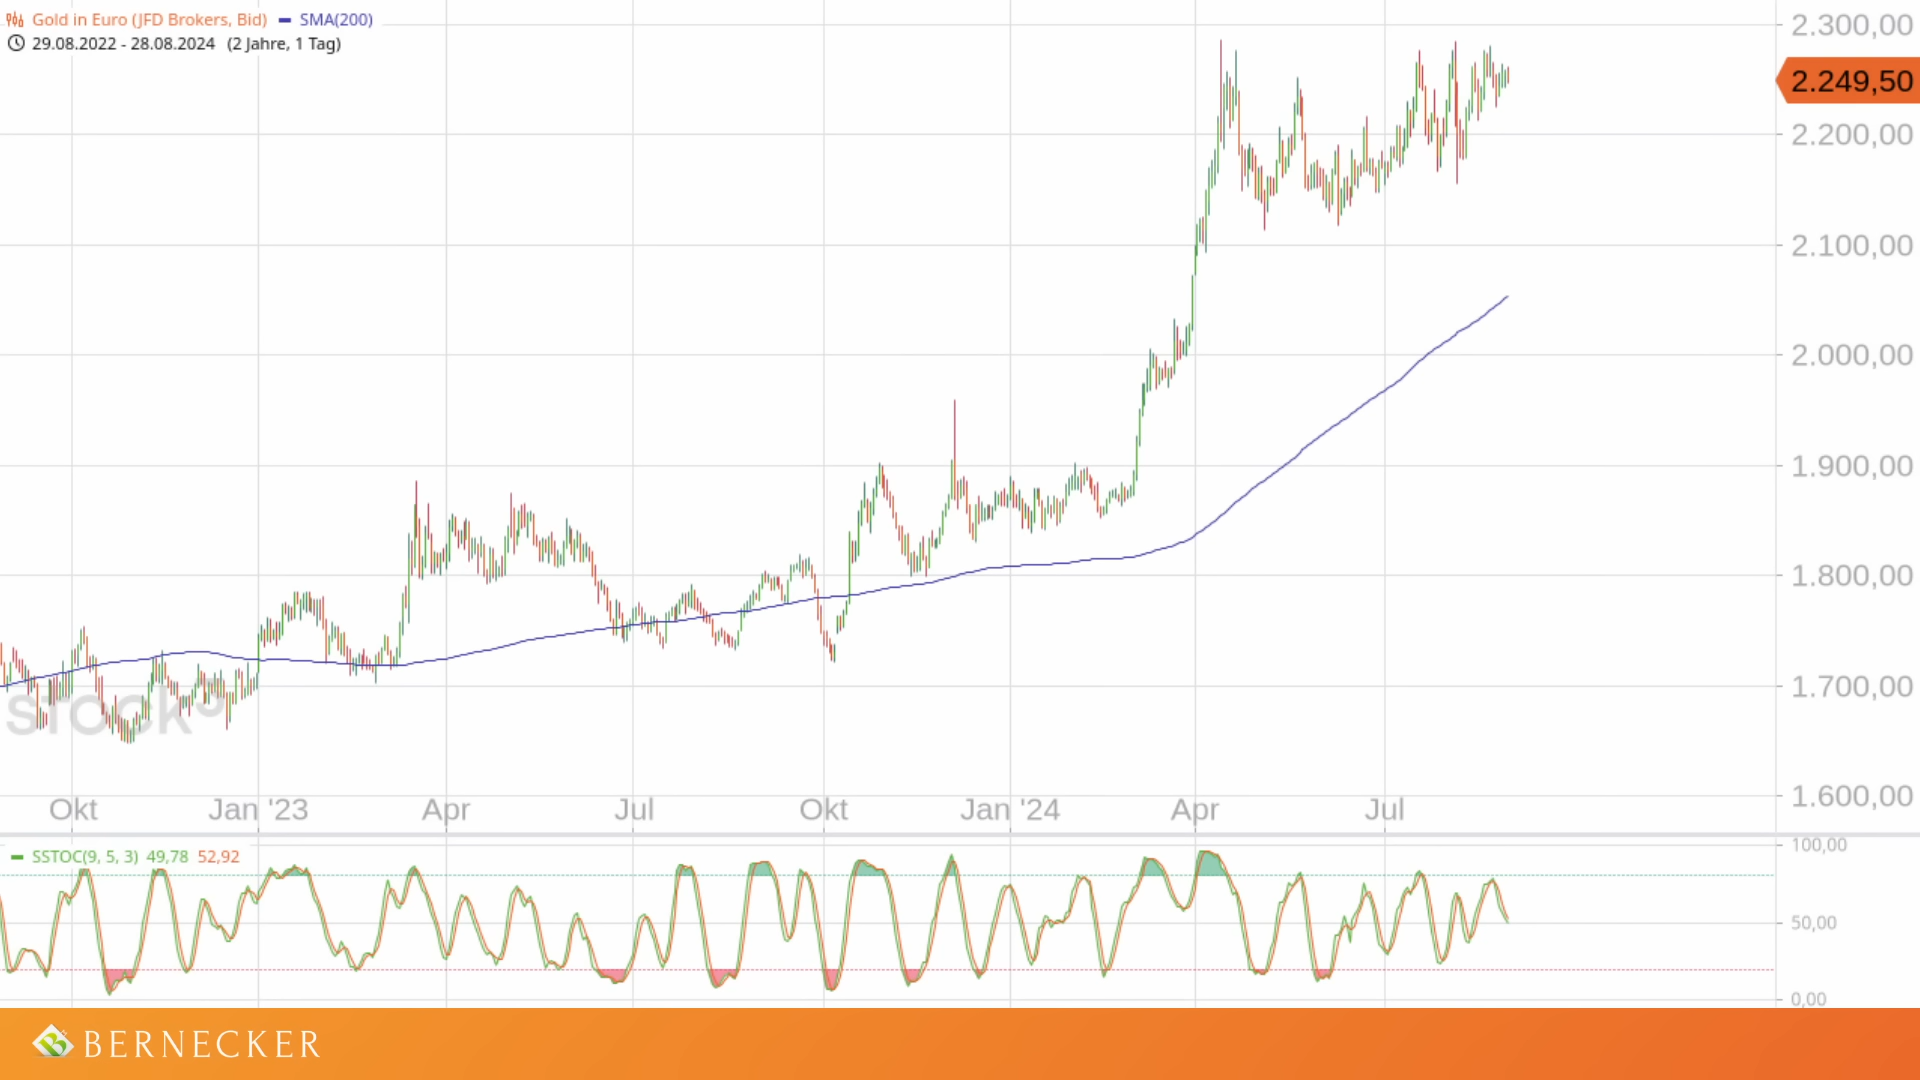 Gold in Euro (JFD Brokers, Bid) SMA(200)
29.08.2022 - 28.08.2024 (2 Jahre, 1 Tag)
2.300,00
2.249,50
2.200,00
2.100,00
2.000,00
1.900,00
1.800,00
1.700,00
stock³
1.600,00
Okt Jan '23 Apr Jul Okt Jan '24 Apr Jul
SSTOC(9, 5, 3) 49,78 52,92
100,00
50,00
0,00
BERNECKER